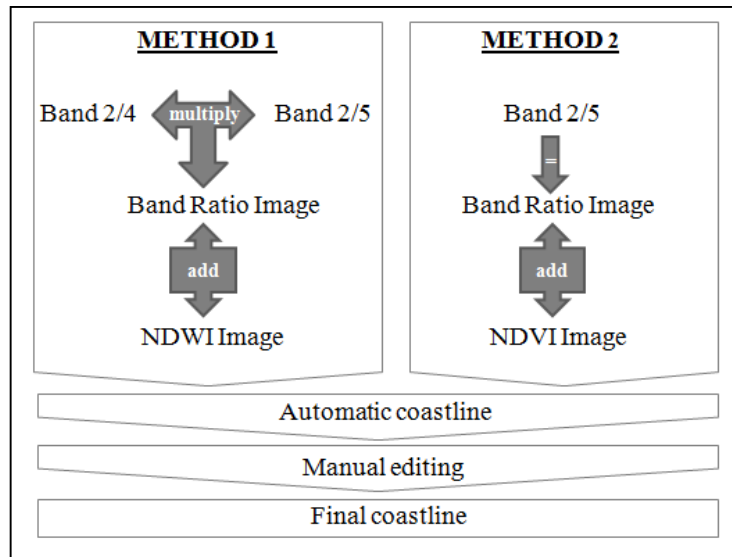 METHOD 1
Band 2/4 multiply Band 2/5
Band Ratio Image
add
NDWI Image
METHOD 2
Band 2/5
=
Band Ratio Image
add
NDVI Image
Automatic coastline
Manual editing
Final coastline